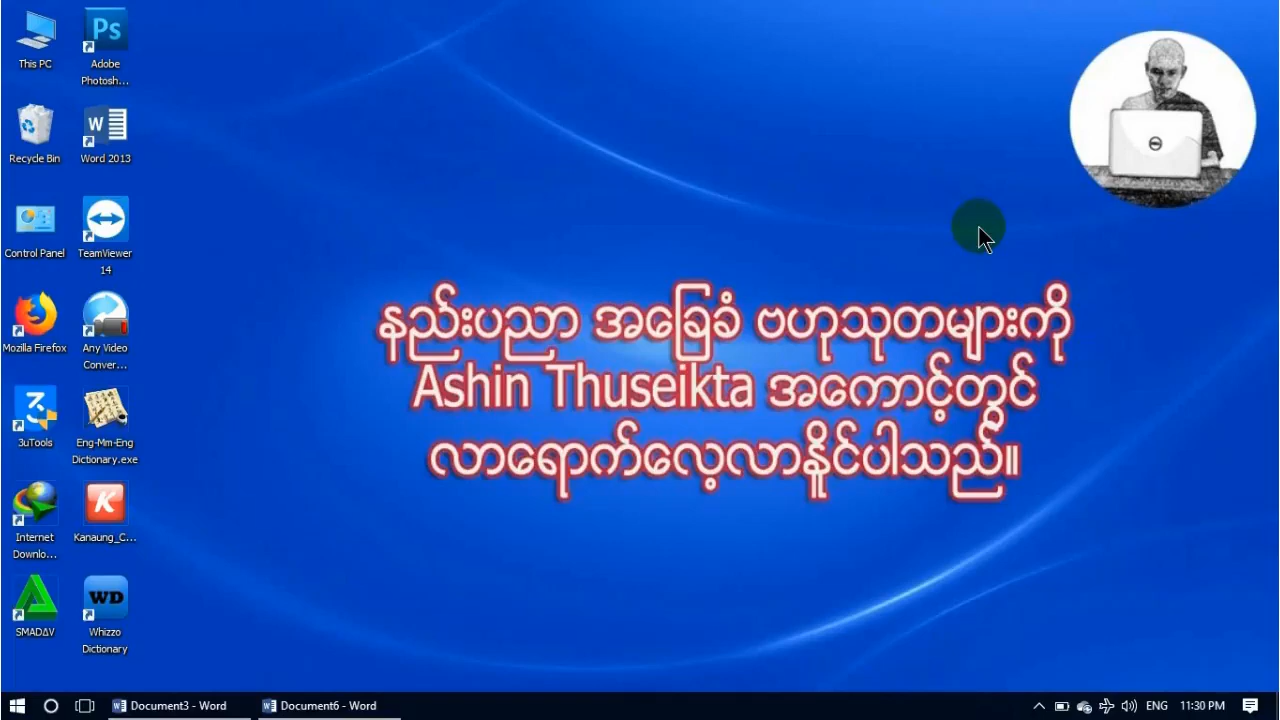 This PC
Adobe
Photosh...
Recycle Bin
Word 2013
Control Panel
TeamViewer
14
Mozilla Firefox
Any Video
Conver...
3uTools
Eng-Mm-Eng
Dictionary.exe
Internet
Downlo...
Kanaung_C...
SMADΔV
Whizzo
Dictionary
နည်းပညာ အခြေခံ ဗဟုသုတများကို
Ashin Thuseikta အကောင့်တွင်
လာရောက်လေ့လာနိူင်ပါသည်။
Document3 - Word
Document6 - Word
ENG
11:30 PM